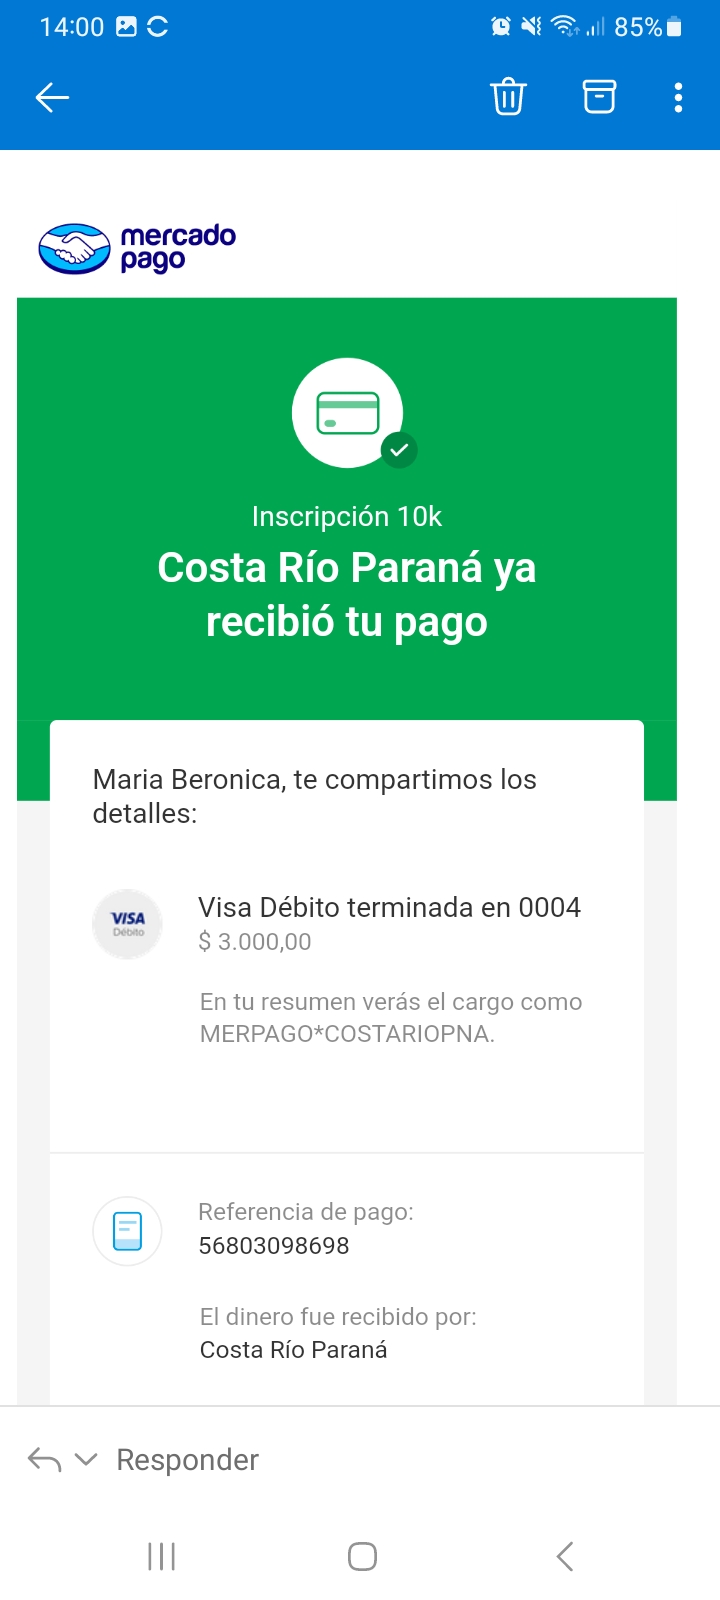 14:00
85%
mercado
pago
Inscripción 10k
Costa Río Paraná ya
recibió tu pago
Maria Beronica, te compartimos los
detalles:
VISA
Débito
Visa Débito terminada en 0004
$ 3.000,00
En tu resumen verás el cargo como
MERPAGO*COSTARIOPNA.
Referencia de pago:
56803098698
El dinero fue recibido por:
Costa Río Paraná
Responder